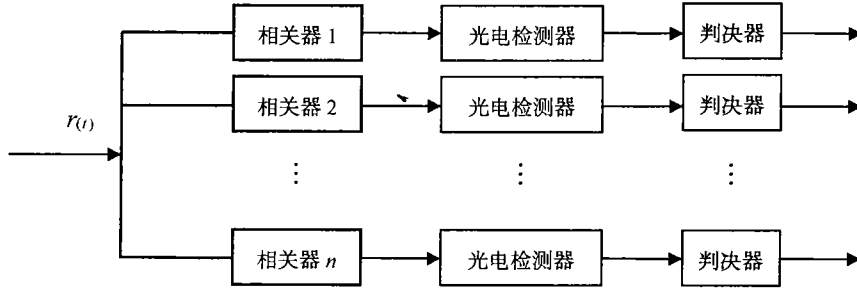 相关器 1
光电检测器
判决器
相关器 2
光电检测器
判决器
r(t)
⋮
⋮
⋮
相关器 n
光电检测器
判决器